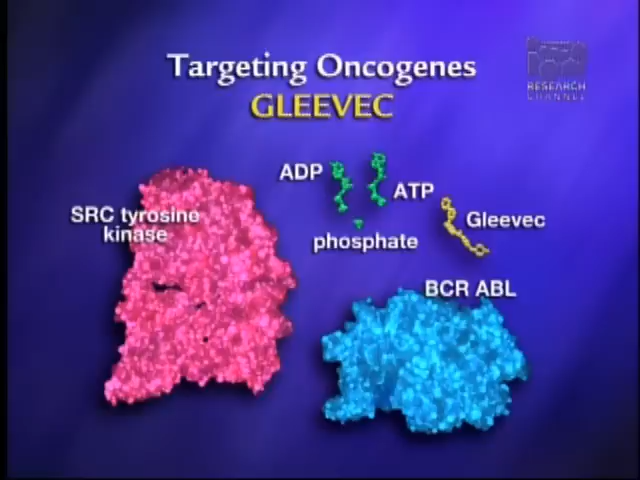 Targeting Oncogenes
GLEEVEC
RESEARCH
CHANNEL
ADP
ATP
SRC tyrosine
kinase
Gleevec
phosphate
BCR ABL